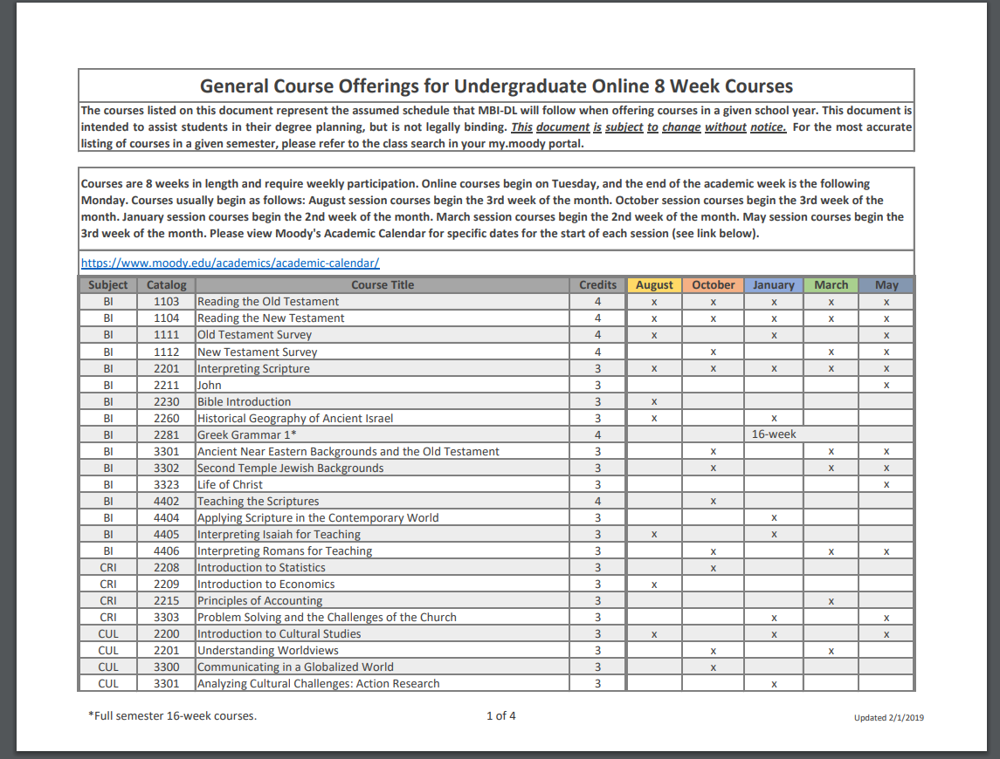 General Course Offerings for Undergraduate Online 8 Week Courses
The courses listed on this document represent the assumed schedule that MBI-DL will follow when offering courses in a given school year. This document is
intended to assist students in their degree planning, but is not legally binding. This document is subject to change without notice. For the most accurate
listing of courses in a given semester, please refer to the class search in your my.moody portal.
Courses are 8 weeks in length and require weekly participation. Online courses begin on Tuesday, and the end of the academic week is the following
Monday. Courses usually begin as follows: August session courses begin the 3rd week of the month. October session courses begin the 3rd week of the
month. January session courses begin the 2nd week of the month. March session courses begin the 2nd week of the month. May session courses begin the
3rd week of the month. Please view Moody's Academic Calendar for specific dates for the start of each session (see link below).
https://www.moody.edu/academics/academic-calendar/
Subject Catalog Course Title Credits August October January March May
BI 1103 Reading the Old Testament 4 x x x x x
BI 1104 Reading the New Testament 4 x x x x x
BI 1111 Old Testament Survey 4 x x x
BI 1112 New Testament Survey 4 x x x
BI 2201 Interpreting Scripture 3 x x x x x
BI 2211 John 3 x
BI 2230 Bible Introduction 3 x
BI 2260 Historical Geography of Ancient Israel 3 x x
BI 2281 Greek Grammar 1* 4 16-week
BI 3301 Ancient Near Eastern Backgrounds and the Old Testament 3 x x x
BI 3302 Second Temple Jewish Backgrounds 3 x x x
BI 3323 Life of Christ 3 x
BI 4402 Teaching the Scriptures 4 x
BI 4404 Applying Scripture in the Contemporary World 3 x
BI 4405 Interpreting Isaiah for Teaching 3 x x
BI 4406 Interpreting Romans for Teaching 3 x x x
CRI 2208 Introduction to Statistics 3 x
CRI 2209 Introduction to Economics 3 x
CRI 2215 Principles of Accounting 3 x
CRI 3303 Problem Solving and the Challenges of the Church 3 x x
CUL 2200 Introduction to Cultural Studies 3 x x x
CUL 2201 Understanding Worldviews 3 x x
CUL 3300 Communicating in a Globalized World 3 x
CUL 3301 Analyzing Cultural Challenges: Action Research 3 x
*Full semester 16-week courses. 1 of 4 Updated 2/1/2019